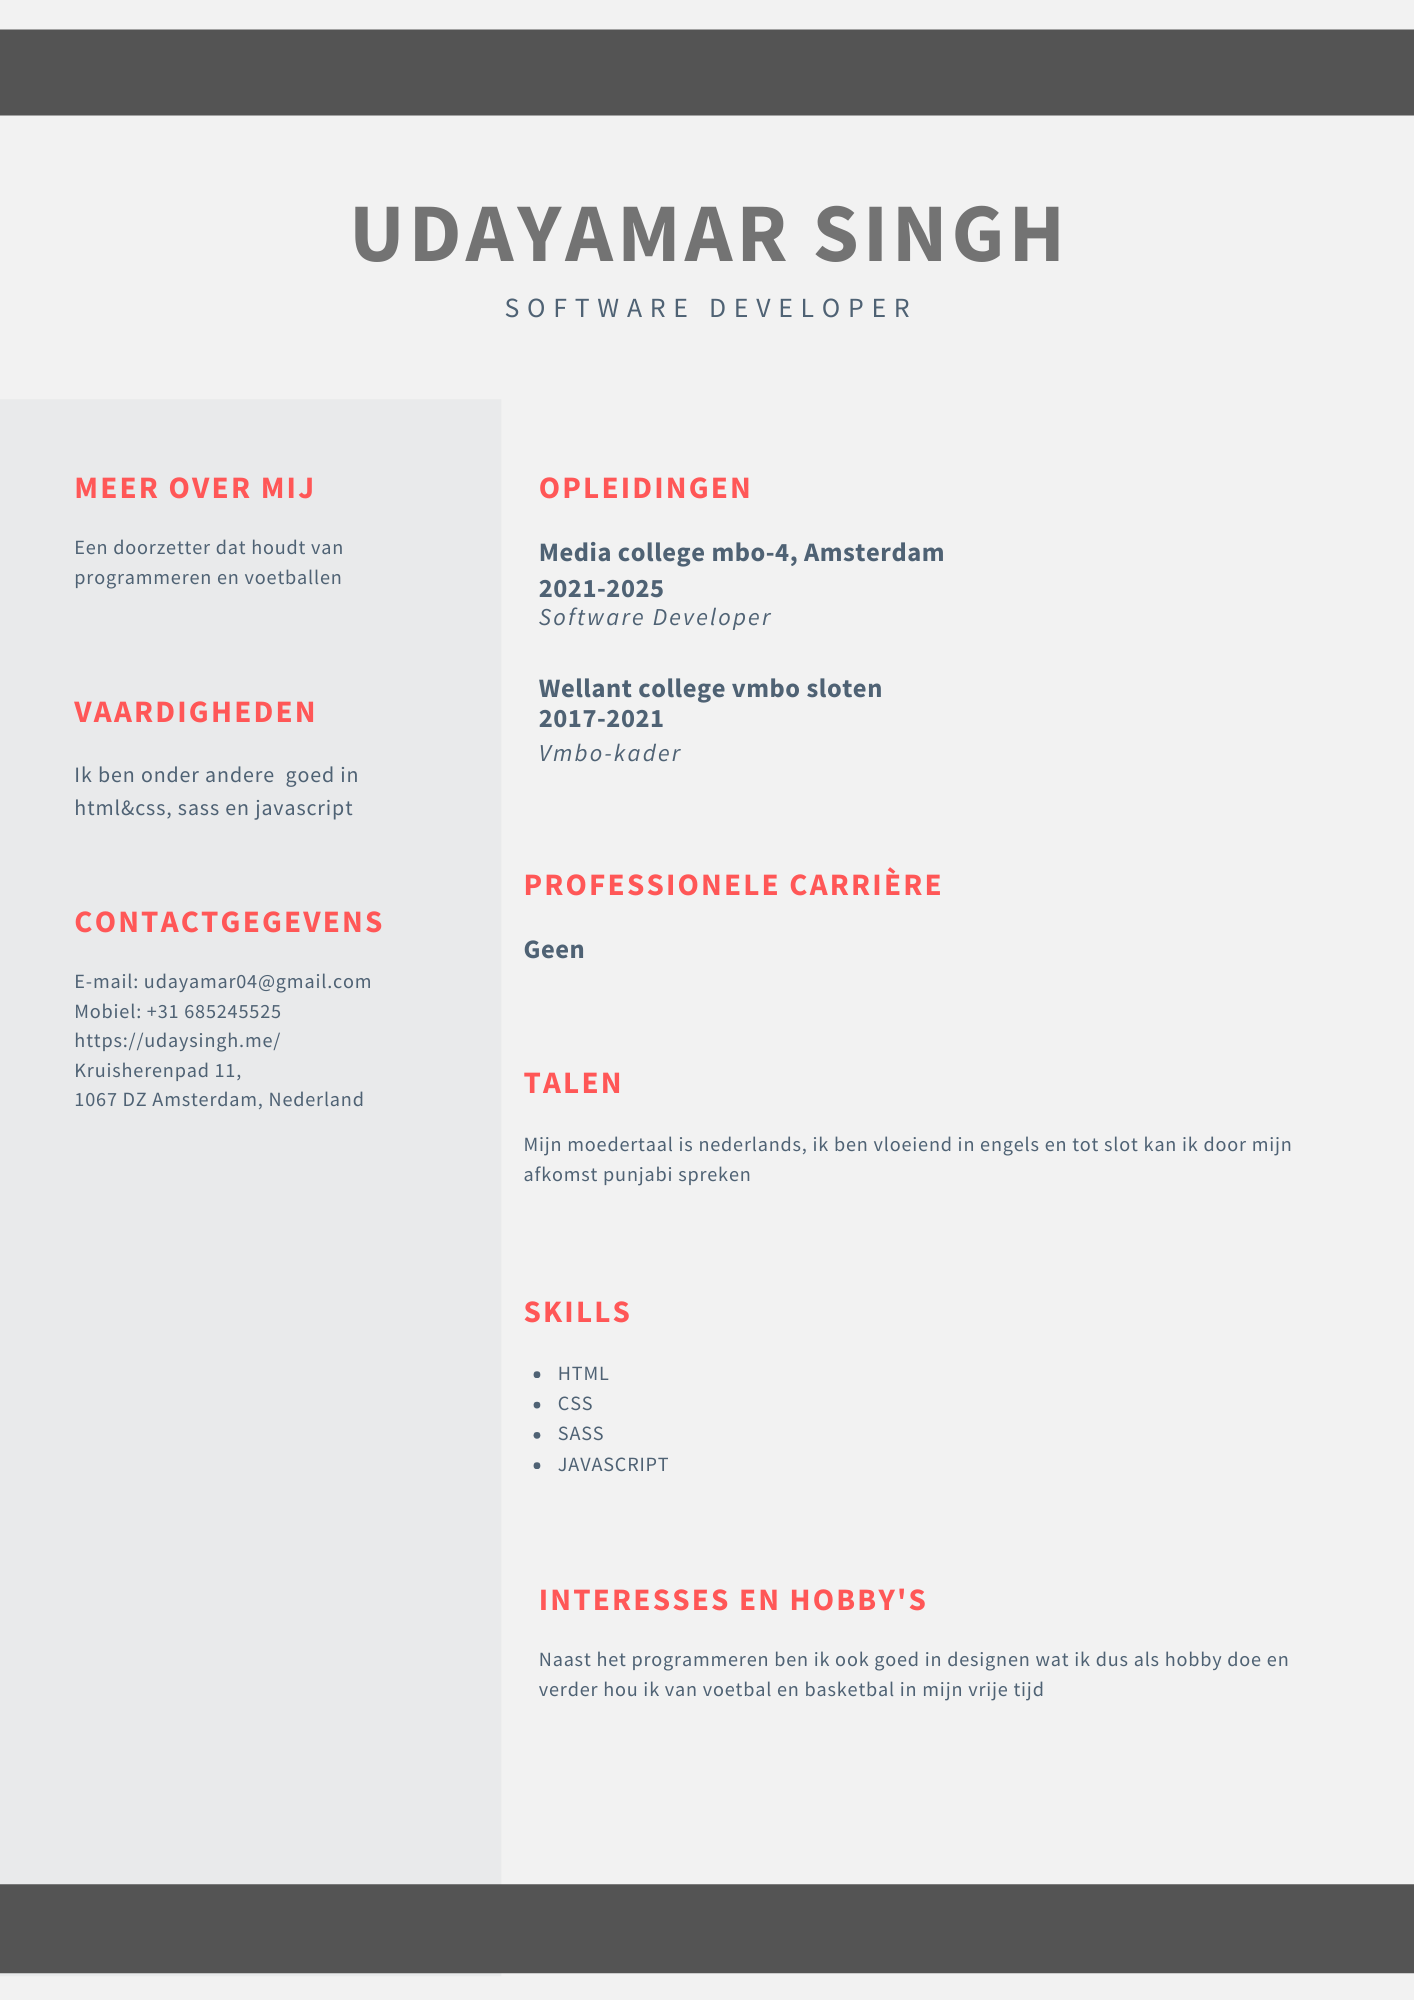 UDAYAMAR SINGH
SOFTWARE DEVELOPER
MEER OVER MIJ
Een doorzetter dat houdt van
programmeren en voetballen
VAARDIGHEDEN
Ik ben onder andere  goed in
html&css, sass en javascript
CONTACTGEGEVENS
E-mail: udayamar04@gmail.com
Mobiel: +31 685245525
https://udaysingh.me/
Kruisherenpad 11,
1067 DZ Amsterdam, Nederland
OPLEIDINGEN
Media college mbo-4, Amsterdam
2021-2025
Software Developer
Wellant college vmbo sloten
2017-2021
Vmbo-kader
PROFESSIONELE CARRIÈRE
Geen
TALEN
Mijn moedertaal is nederlands, ik ben vloeiend in engels en tot slot kan ik door mijn
afkomst punjabi spreken
SKILLS
• HTML
• CSS
• SASS
• JAVASCRIPT
INTERESSES EN HOBBY'S
Naast het programmeren ben ik ook goed in designen wat ik dus als hobby doe en
verder hou ik van voetbal en basketbal in mijn vrije tijd